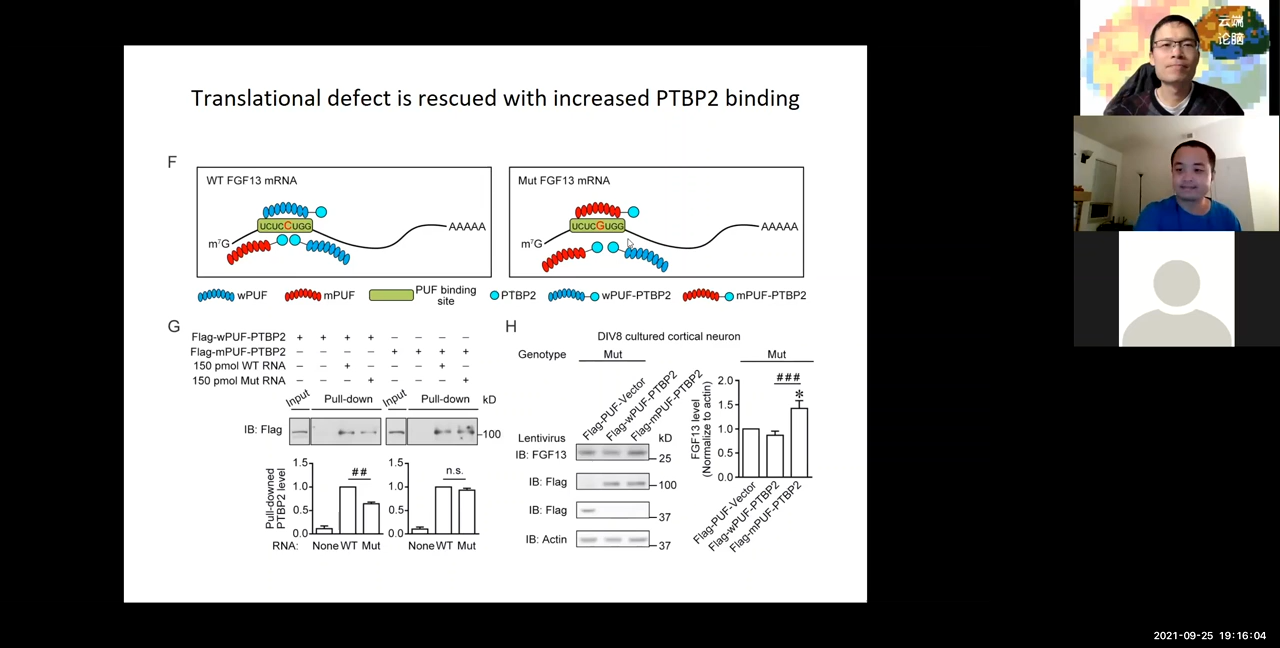 Translational defect is rescued with increased PTBP2 binding
F
WT FGF13 mRNA
UCUCCUGG
m⁷G
AAAAA
Mut FGF13 mRNA
UCUCGUGG
m⁷G
AAAAA
wPUF
mPUF
PUF binding
site
PTBP2
wPUF-PTBP2
mPUF-PTBP2
G
Flag-wPUF-PTBP2 + + + + − − − −
Flag-mPUF-PTBP2 − − − − + + + +
150 pmol WT RNA − − + − − − + −
150 pmol Mut RNA − − − + − − − +
Input Pull-down Input Pull-down kD
IB: Flag
100
Pull-downed
PTBP2 level
1.5
1.0
0.5
0.0
##
1.5
1.0
0.5
0.0
n.s.
RNA: None WT Mut None WT Mut
H
DIV8 cultured cortical neuron
Genotype Mut
Flag-PUF-Vector
Flag-wPUF-PTBP2
Flag-mPUF-PTBP2
Lentivirus kD
IB: FGF13 25
IB: Flag 100
IB: Flag 37
IB: Actin 37
Mut
FGF13 level
(Normalize to actin)
2.0
1.5
1.0
0.5
0.0
###
*
Flag-PUF-Vector
Flag-wPUF-PTBP2
Flag-mPUF-PTBP2
云端
论脑
2021-09-25 19:16:04